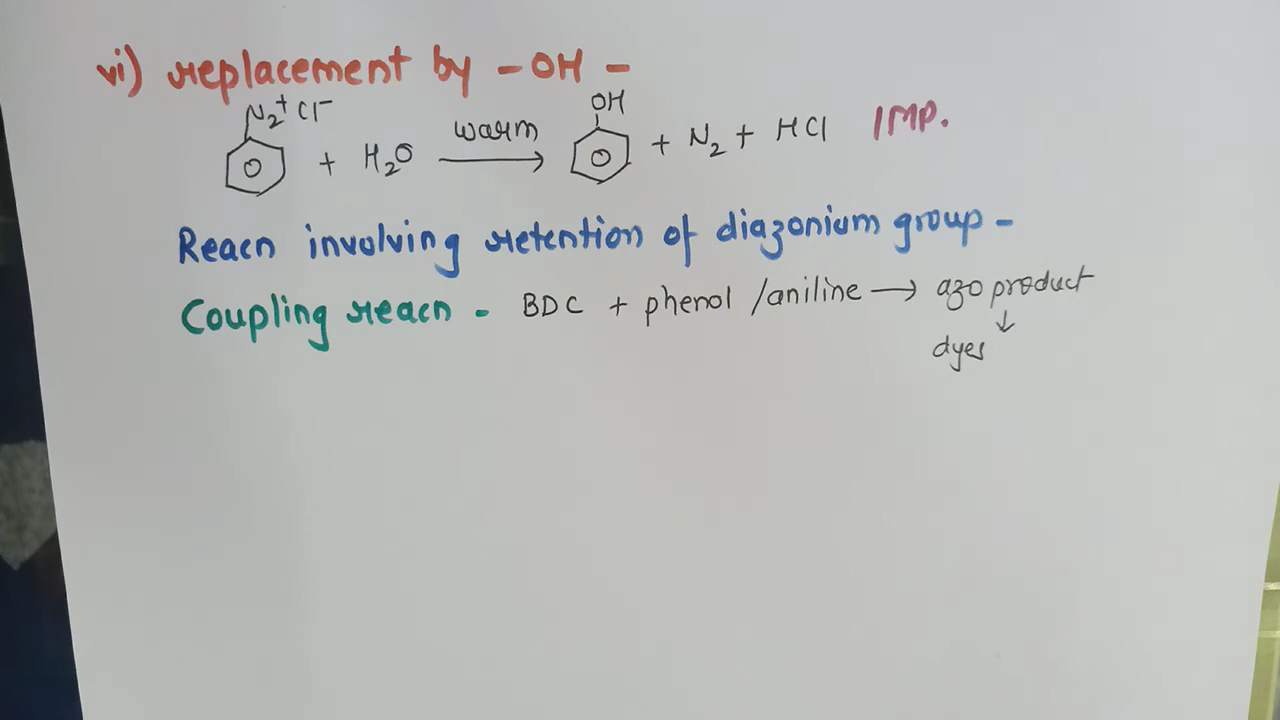 vi) replacement by - OH -
N₂⁺Cl⁻ + H₂O warm → OH + N₂ + HCl IMP.
Reacn involving retention of diazonium group -
Coupling reacn - BDC + phenol /aniline → azo product
↓
dyes